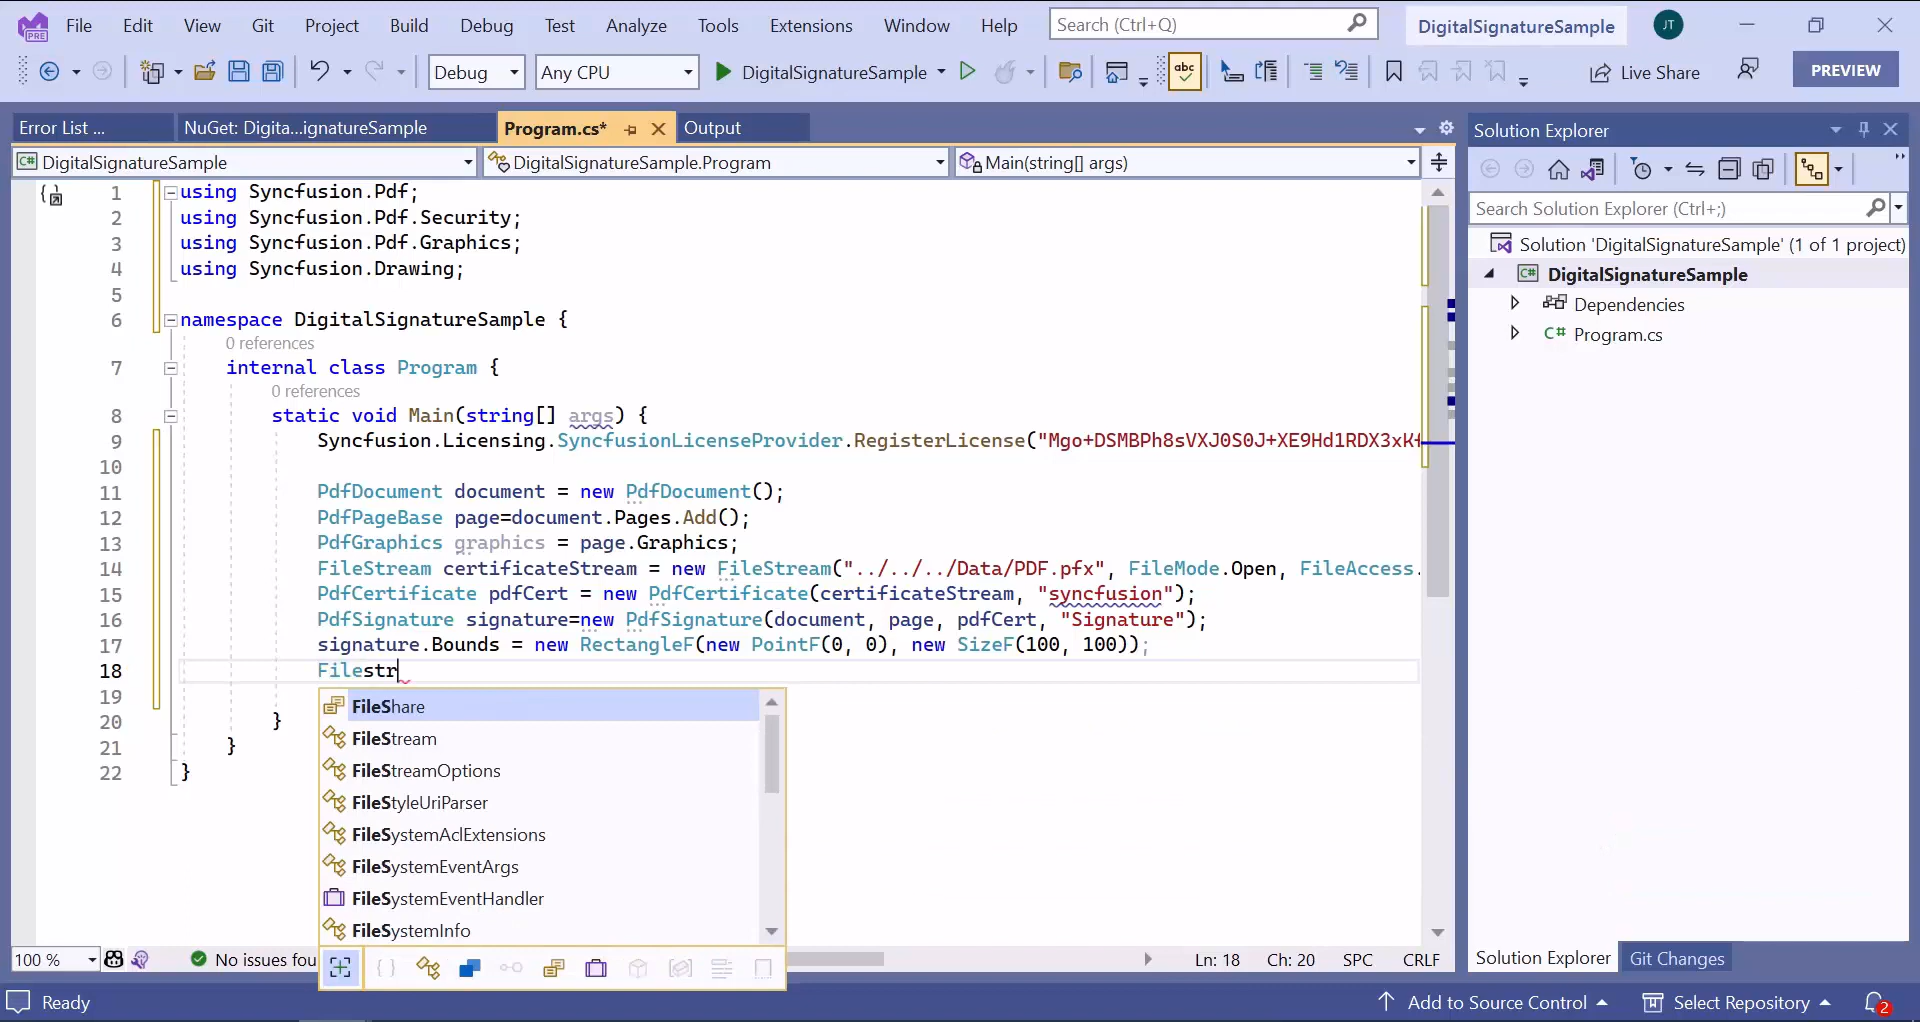 File Edit View Git Project Build Debug Test Analyze Tools Extensions Window Help Search (Ctrl+Q) DigitalSignatureSample JT
PRE
Debug Any CPU DigitalSignatureSample abc Live Share PREVIEW
Error List ... NuGet: Digita...ignatureSample Program.cs* Output
C# DigitalSignatureSample DigitalSignatureSample.Program Main(string[] args)
1 using Syncfusion.Pdf;
2 using Syncfusion.Pdf.Security;
3 using Syncfusion.Pdf.Graphics;
4 using Syncfusion.Drawing;
5
6 namespace DigitalSignatureSample {
0 references
7 internal class Program {
0 references
8 static void Main(string[] args) {
9 Syncfusion.Licensing.SyncfusionLicenseProvider.RegisterLicense("Mgo+DSMBPh8sVXJ0S0J+XE9Hd1RDX3xKf
10
11 PdfDocument document = new PdfDocument();
12 PdfPageBase page=document.Pages.Add();
13 PdfGraphics graphics = page.Graphics;
14 FileStream certificateStream = new FileStream("../../../Data/PDF.pfx", FileMode.Open, FileAccess.
15 PdfCertificate pdfCert = new PdfCertificate(certificateStream, "syncfusion");
16 PdfSignature signature=new PdfSignature(document, page, pdfCert, "Signature");
17 signature.Bounds = new RectangleF(new PointF(0, 0), new SizeF(100, 100));
18 Filestr
19
20 }
21 }
22 }
FileShare
FileStream
FileStreamOptions
FileStyleUriParser
FileSystemAclExtensions
FileSystemEventArgs
FileSystemEventHandler
FileSystemInfo
Solution Explorer
Search Solution Explorer (Ctrl+;)
Solution 'DigitalSignatureSample' (1 of 1 project)
C# DigitalSignatureSample
Dependencies
C# Program.cs
100 % No issues fou Ln: 18 Ch: 20 SPC CRLF
Solution Explorer Git Changes
Ready Add to Source Control Select Repository 2